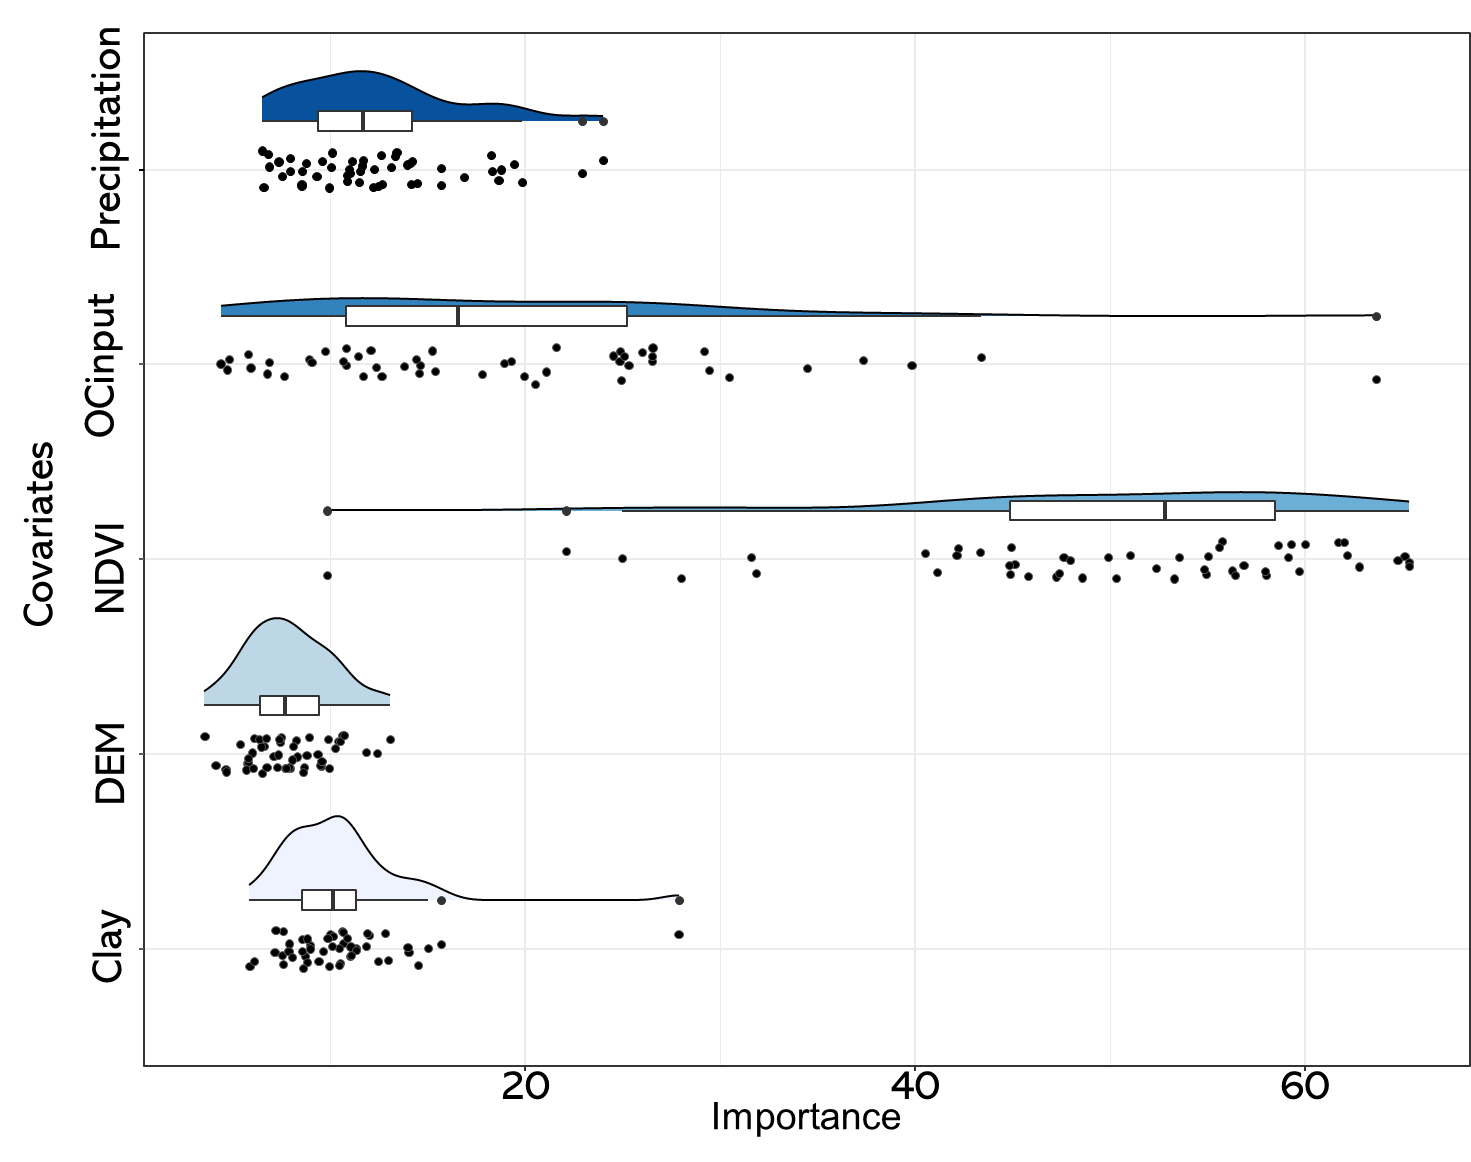 Covariates
Precipitation
OCinput
NDVI
DEM
Clay
20 40 60
Importance